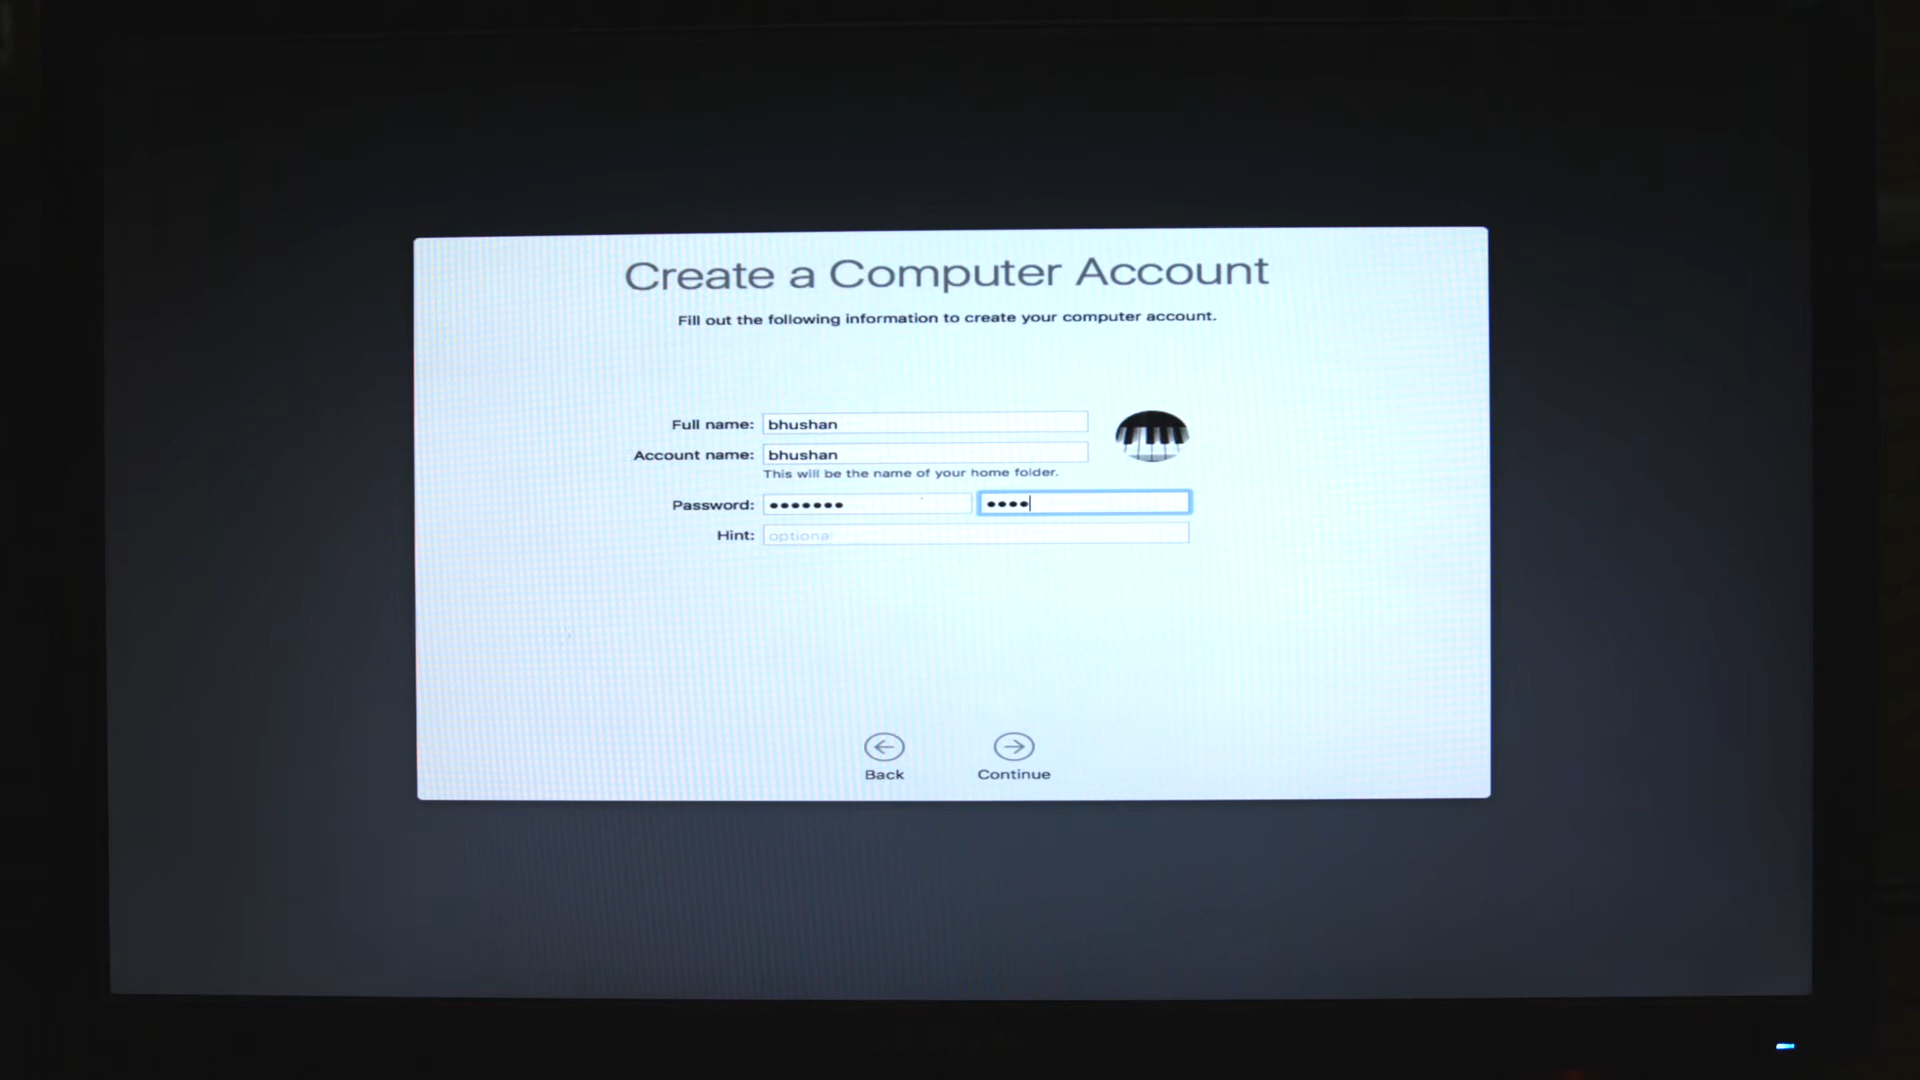 Create a Computer Account
Fill out the following information to create your computer account.
Full name: bhushan
Account name: bhushan
This will be the name of your home folder.
Password: ••••••• ••••
Hint: optional
Back Continue